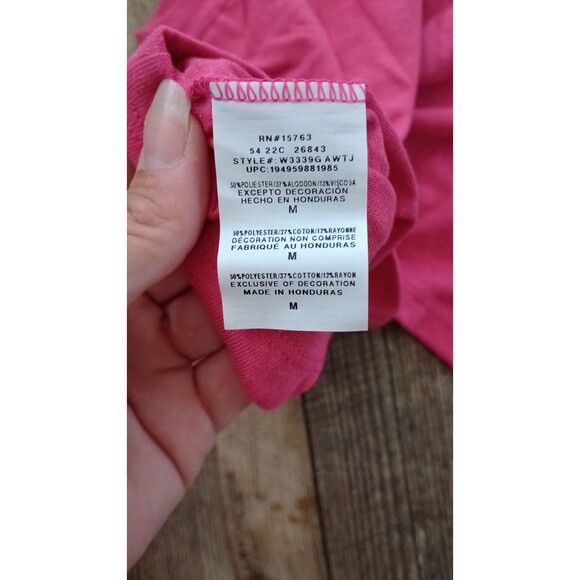 RN#15763
54 22C 26843
STYLE#: W3339G AWTJ
UPC:194959881985
50%POLIESTER/37%ALGODON/13%VISCOSA
EXCEPTO DECORACIÓN
HECHO EN HONDURAS
M
50%POLYESTER/37%COTON/13%RAYONNE
DÉCORATION NON COMPRISE
FABRIQUÉ AU HONDURAS
M
50%POLYESTER/37%COTTON/13%RAYON
EXCLUSIVE OF DECORATION
MADE IN HONDURAS
M